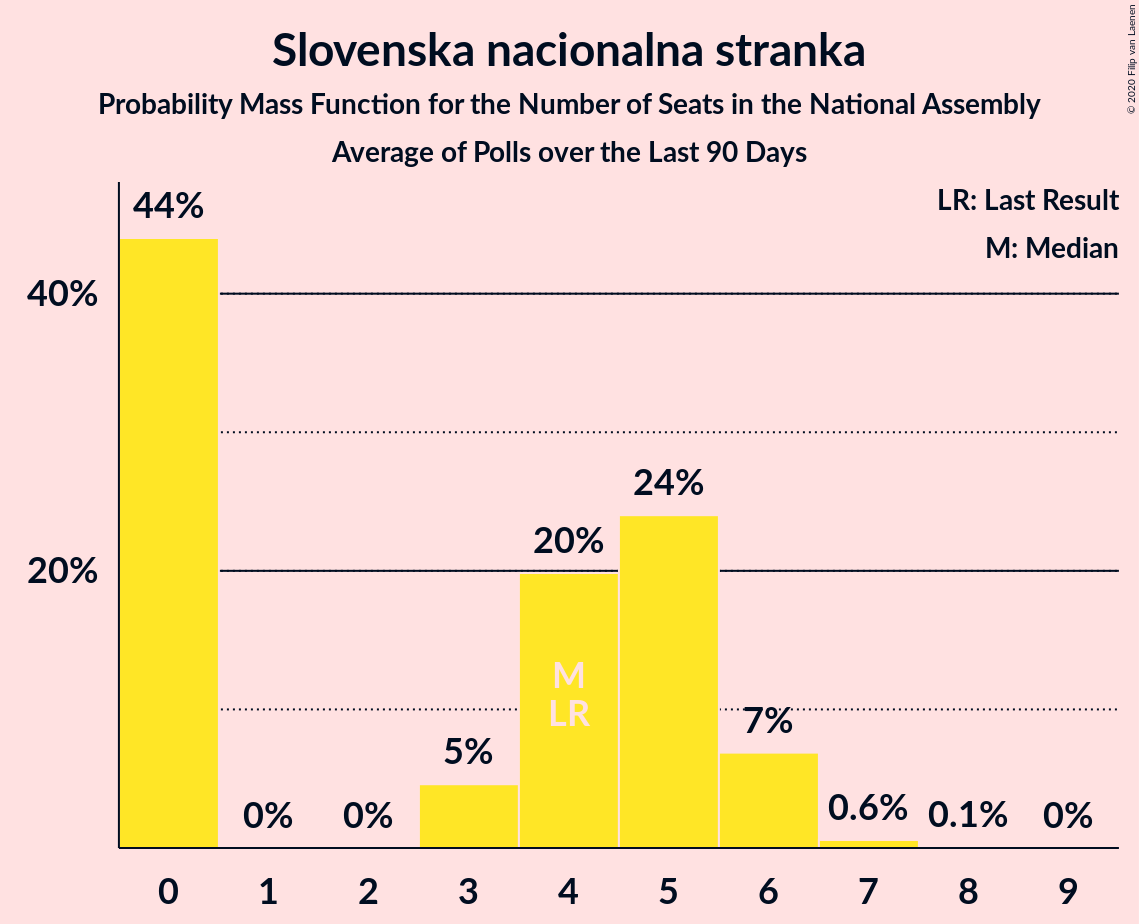 Slovenska nacionalna stranka
Probability Mass Function for the Number of Seats in the National Assembly
Average of Polls over the Last 90 Days
© 2020 Filip van Laenen
LR: Last Result
M: Median
44%
40%
24%
20%
20%
M
LR
7%
5%
0%
0%
0.6%
0.1%
0%
0 1 2 3 4 5 6 7 8 9